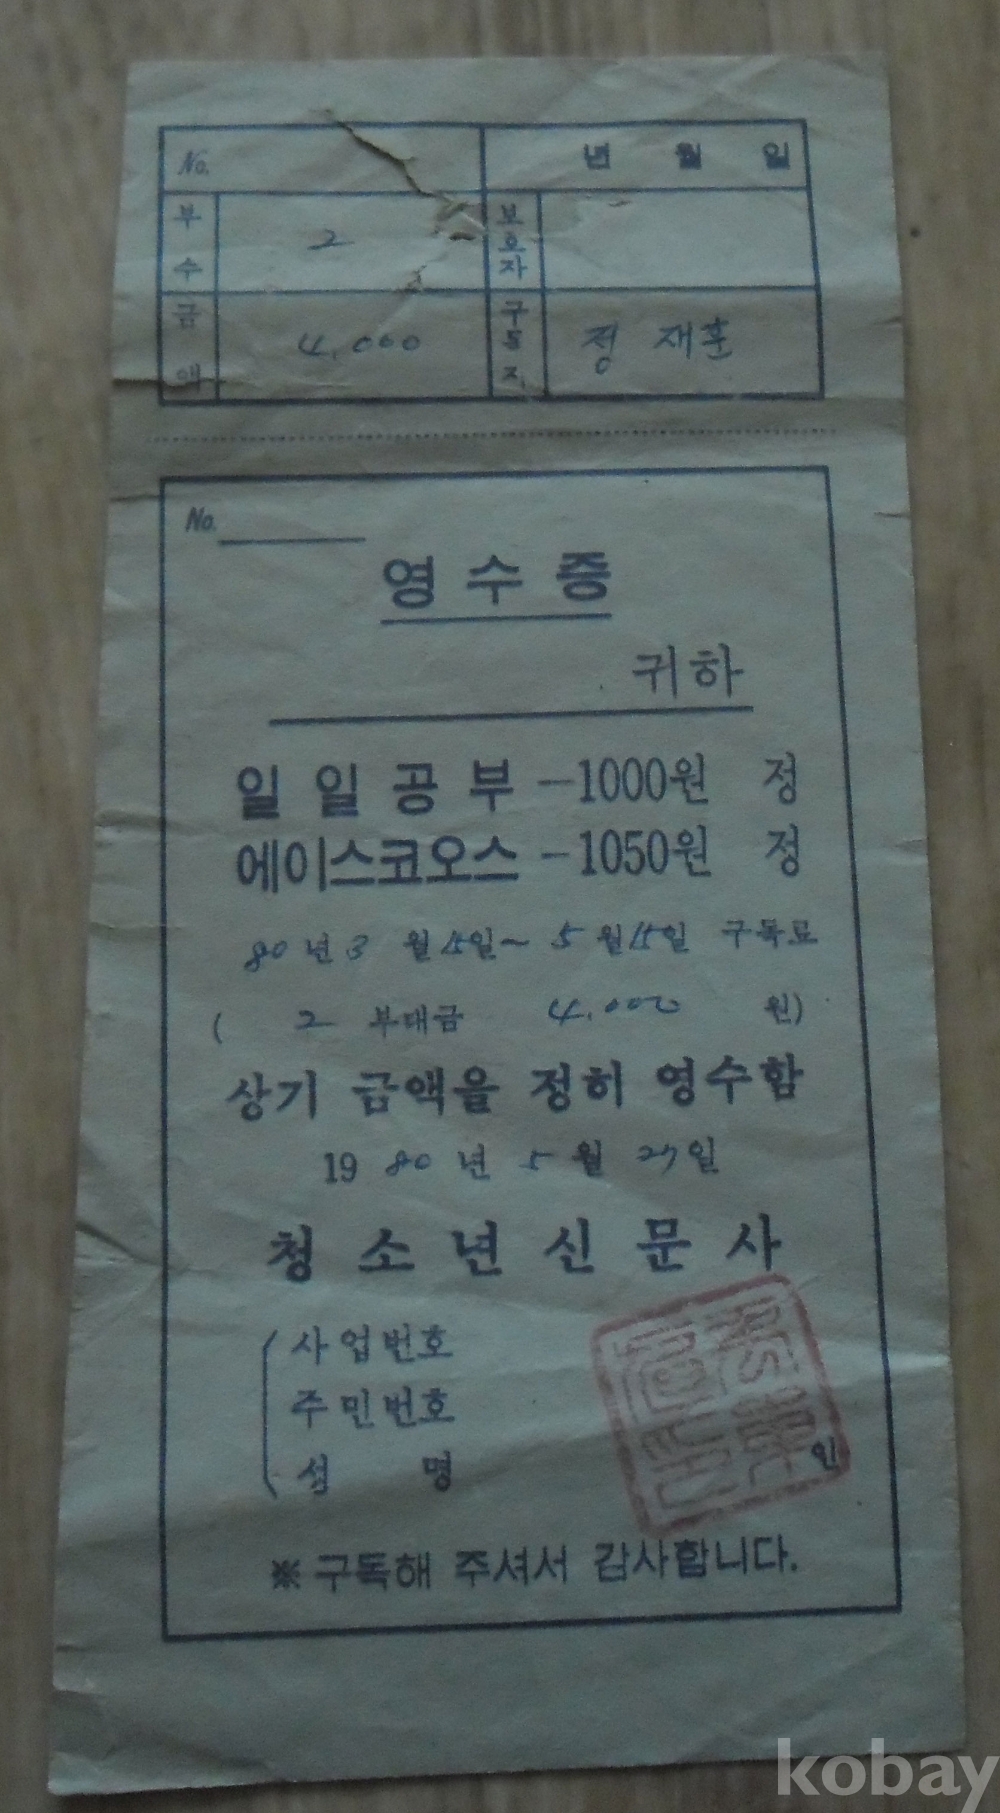 No. 년 월 일
부수 2 보호자
금액 4,000 구독자 정 재훈
No.
영수증
귀하
일일공부 -1000원 정
에이스코오스 -1050원 정
80년 3월 15일~ 5월 15일 구독료
( 2 부대금 4,000 원)
상기 금액을 정히 영수함
1980년 5월 27일
청소년신문사
사업번호
주민번호
성 명 인
※구독해 주셔서 감사합니다.
kobay